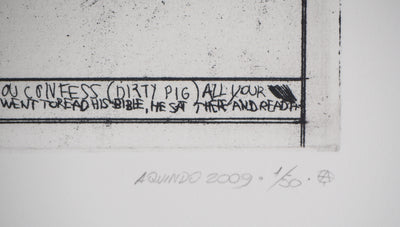 OU CONFESS (DIRTY PIG) ALL YOUR
WENT TO READ HIS BIBLE, HE SAT THERE AND READ
AQUINDO 2009 · 1/50 ·